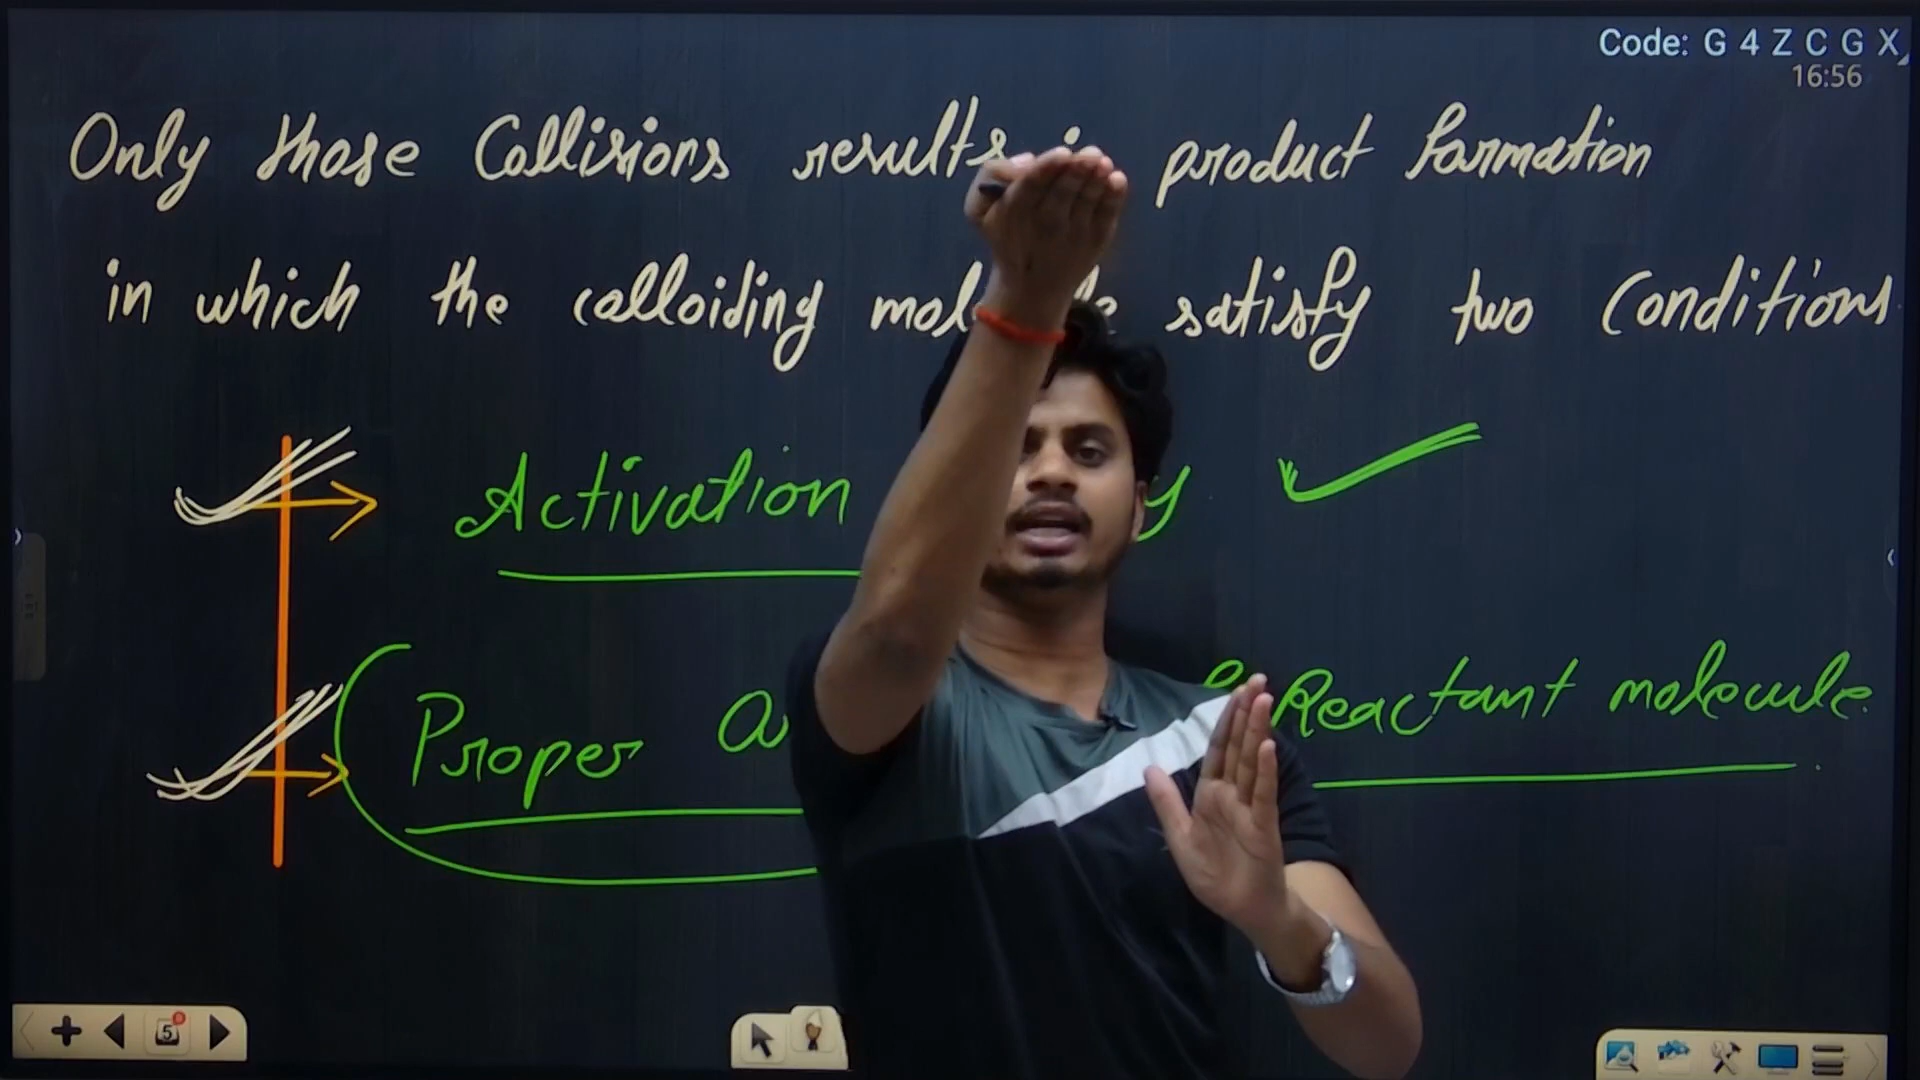 Code: G 4 Z C G X
16:56
Only those Collisions results product formation
in which the colloiding satisfy two Conditions
Activation
Proper Reactant molecule.
5
8